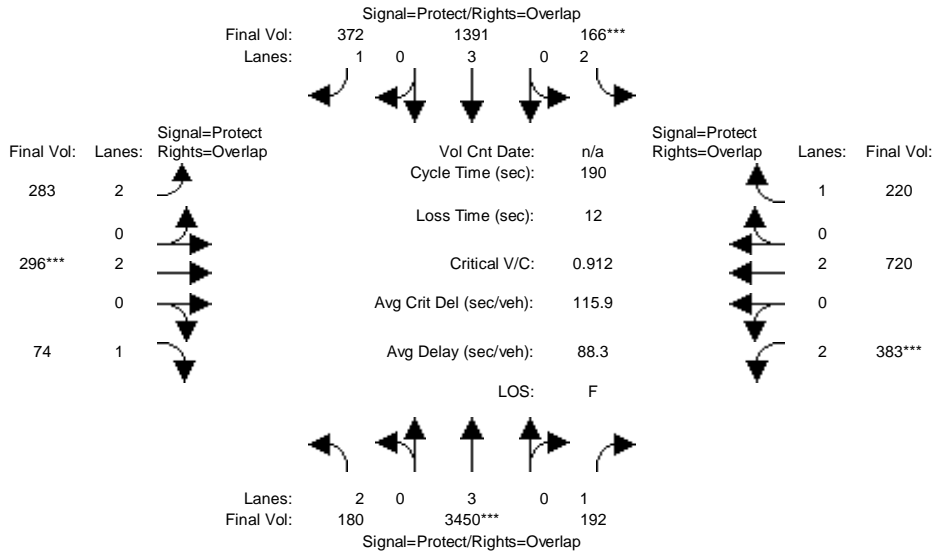 Signal=Protect/Rights=Overlap
Final Vol: 372 1391 166***
Lanes: 1 0 3 0 2
Signal=Protect
Final Vol: Lanes: Rights=Overlap
Vol Cnt Date: n/a
Signal=Protect
Rights=Overlap Lanes: Final Vol:
Cycle Time (sec): 190
283 2
1 220
Loss Time (sec): 12
0
0
296*** 2
Critical V/C: 0.912
2 720
0
Avg Crit Del (sec/veh): 115.9
0
74 1
Avg Delay (sec/veh): 88.3
2 383***
LOS: F
Lanes: 2 0 3 0 1
Final Vol: 180 3450*** 192
Signal=Protect/Rights=Overlap